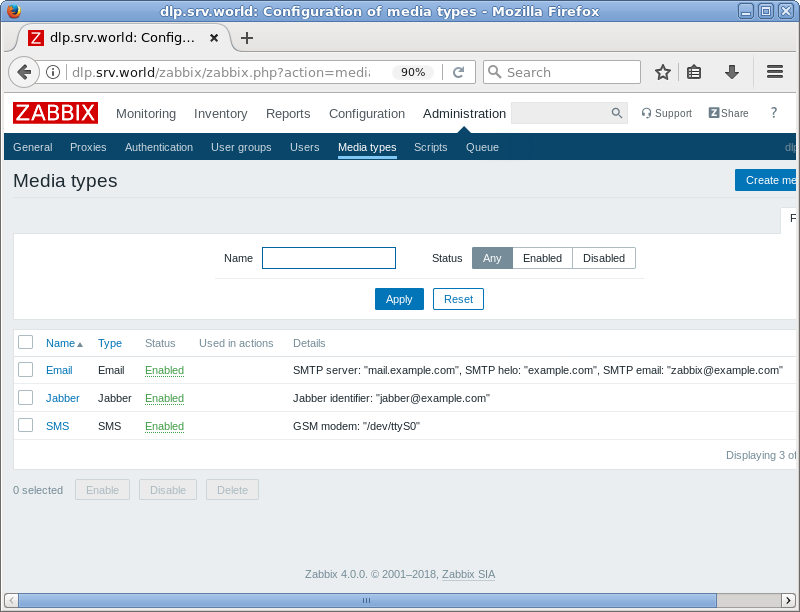 dlp.srv.world: Configuration of media types - Mozilla Firefox
Z dlp.srv.world: Config... × +
dlp.srv.world/zabbix/zabbix.php?action=media 90% Search
ZABBIX Monitoring Inventory Reports Configuration Administration Support Z Share ?
General Proxies Authentication User groups Users Media types Scripts Queue dlp
Media types Create me
F
Name Status Any Enabled Disabled
Apply Reset
Name Type Status Used in actions Details
Email Email Enabled SMTP server: "mail.example.com", SMTP helo: "example.com", SMTP email: "zabbix@example.com"
Jabber Jabber Enabled Jabber identifier: "jabber@example.com"
SMS SMS Enabled GSM modem: "/dev/ttyS0"
Displaying 3 of
0 selected Enable Disable Delete
Zabbix 4.0.0. © 2001–2018, Zabbix SIA